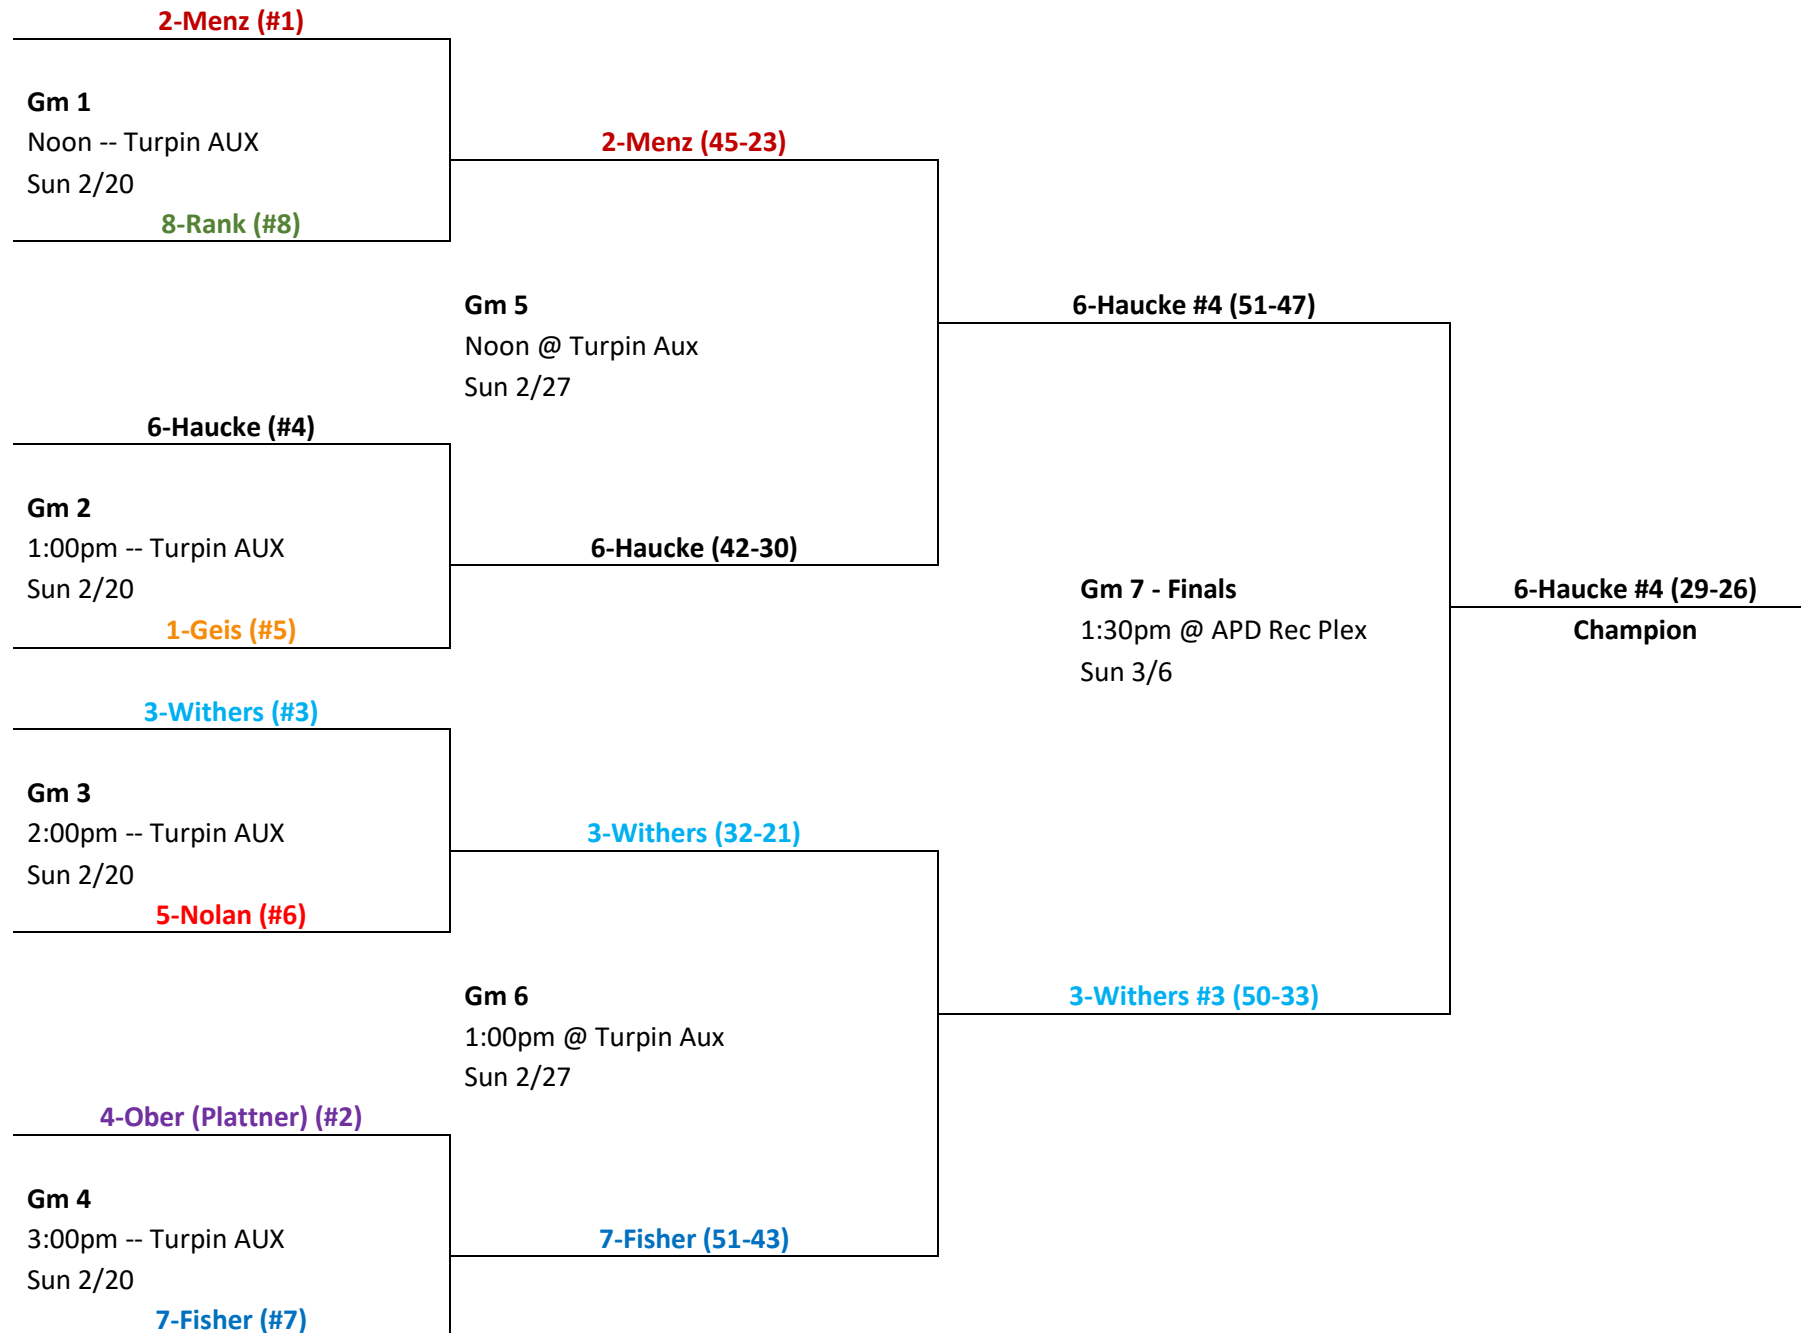 2-Menz (#1)
Gm 1
Noon -- Turpin AUX
Sun 2/20
8-Rank (#8)
2-Menz (45-23)
Gm 5
Noon @ Turpin Aux
Sun 2/27
6-Haucke (#4)
Gm 2
1:00pm -- Turpin AUX
Sun 2/20
1-Geis (#5)
6-Haucke (42-30)
6-Haucke #4 (51-47)
Gm 7 - Finals
1:30pm @ APD Rec Plex
Sun 3/6
6-Haucke #4 (29-26)
Champion
3-Withers (#3)
Gm 3
2:00pm -- Turpin AUX
Sun 2/20
5-Nolan (#6)
3-Withers (32-21)
Gm 6
1:00pm @ Turpin Aux
Sun 2/27
3-Withers #3 (50-33)
4-Ober (Plattner) (#2)
Gm 4
3:00pm -- Turpin AUX
Sun 2/20
7-Fisher (#7)
7-Fisher (51-43)